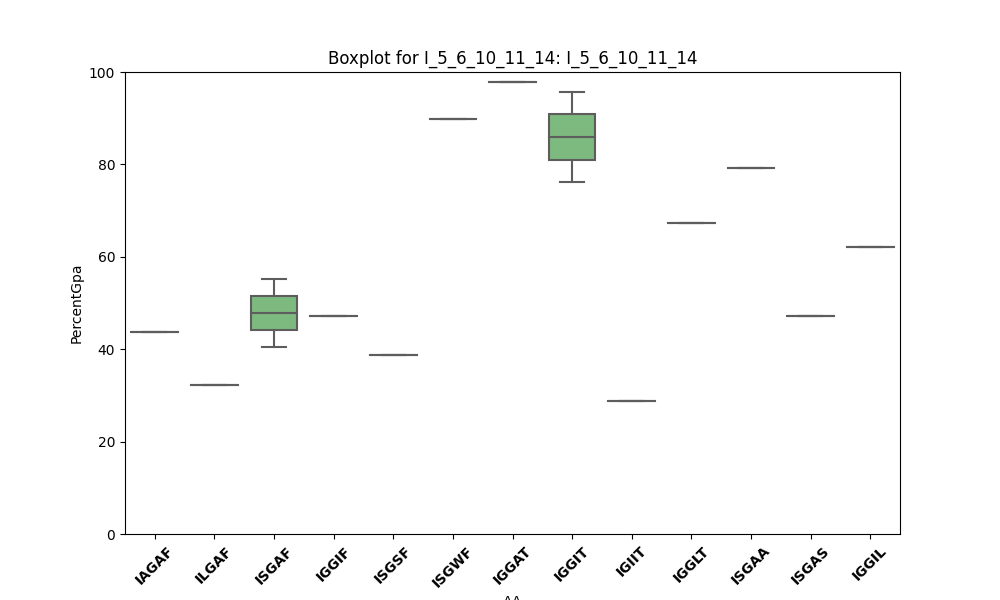 Boxplot for I_5_6_10_11_14: I_5_6_10_11_14
100
80
60
40
20
0
PercentGpa
IAGAF
ILGAF
ISGAF
IGGIF
ISGSF
ISGWF
IGGAT
IGGIT
IGIIT
IGGLT
ISGAA
ISGAS
IGGIL
AA